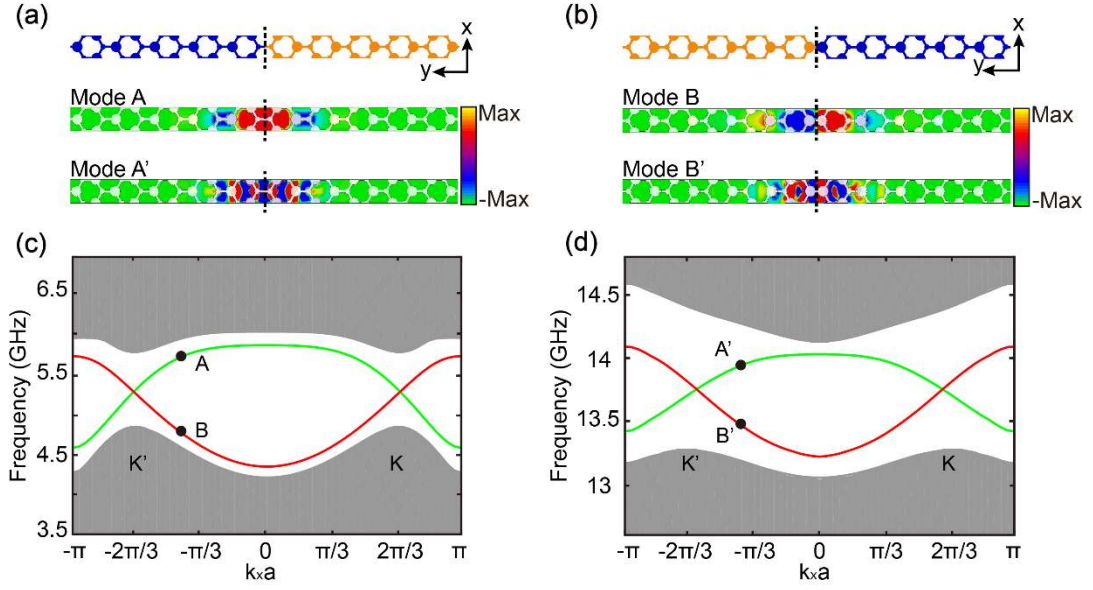 (a)
x
y
Mode A
Max
Mode A'
-Max
(b)
x
y
Mode B
Max
Mode B'
-Max
(c)
Frequency (GHz)
6.5
5.5
4.5
3.5
A
B
K'
K
-π -2π/3 -π/3 0 π/3 2π/3 π
kxa
(d)
Frequency (GHz)
14.5
14
13.5
13
A'
B'
K'
K
-π -2π/3 -π/3 0 π/3 2π/3 π
kxa